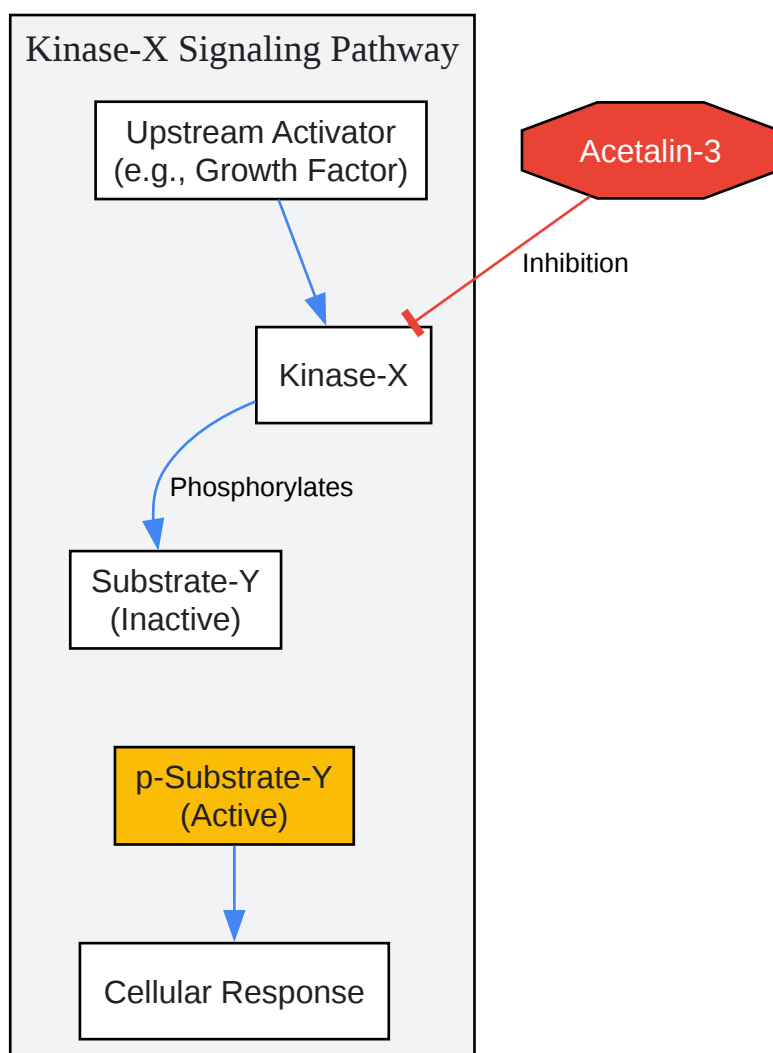 Kinase-X Signaling Pathway
Upstream Activator
(e.g., Growth Factor)
Acetalin-3
Inhibition
Kinase-X
Phosphorylates
Substrate-Y
(Inactive)
p-Substrate-Y
(Active)
Cellular Response